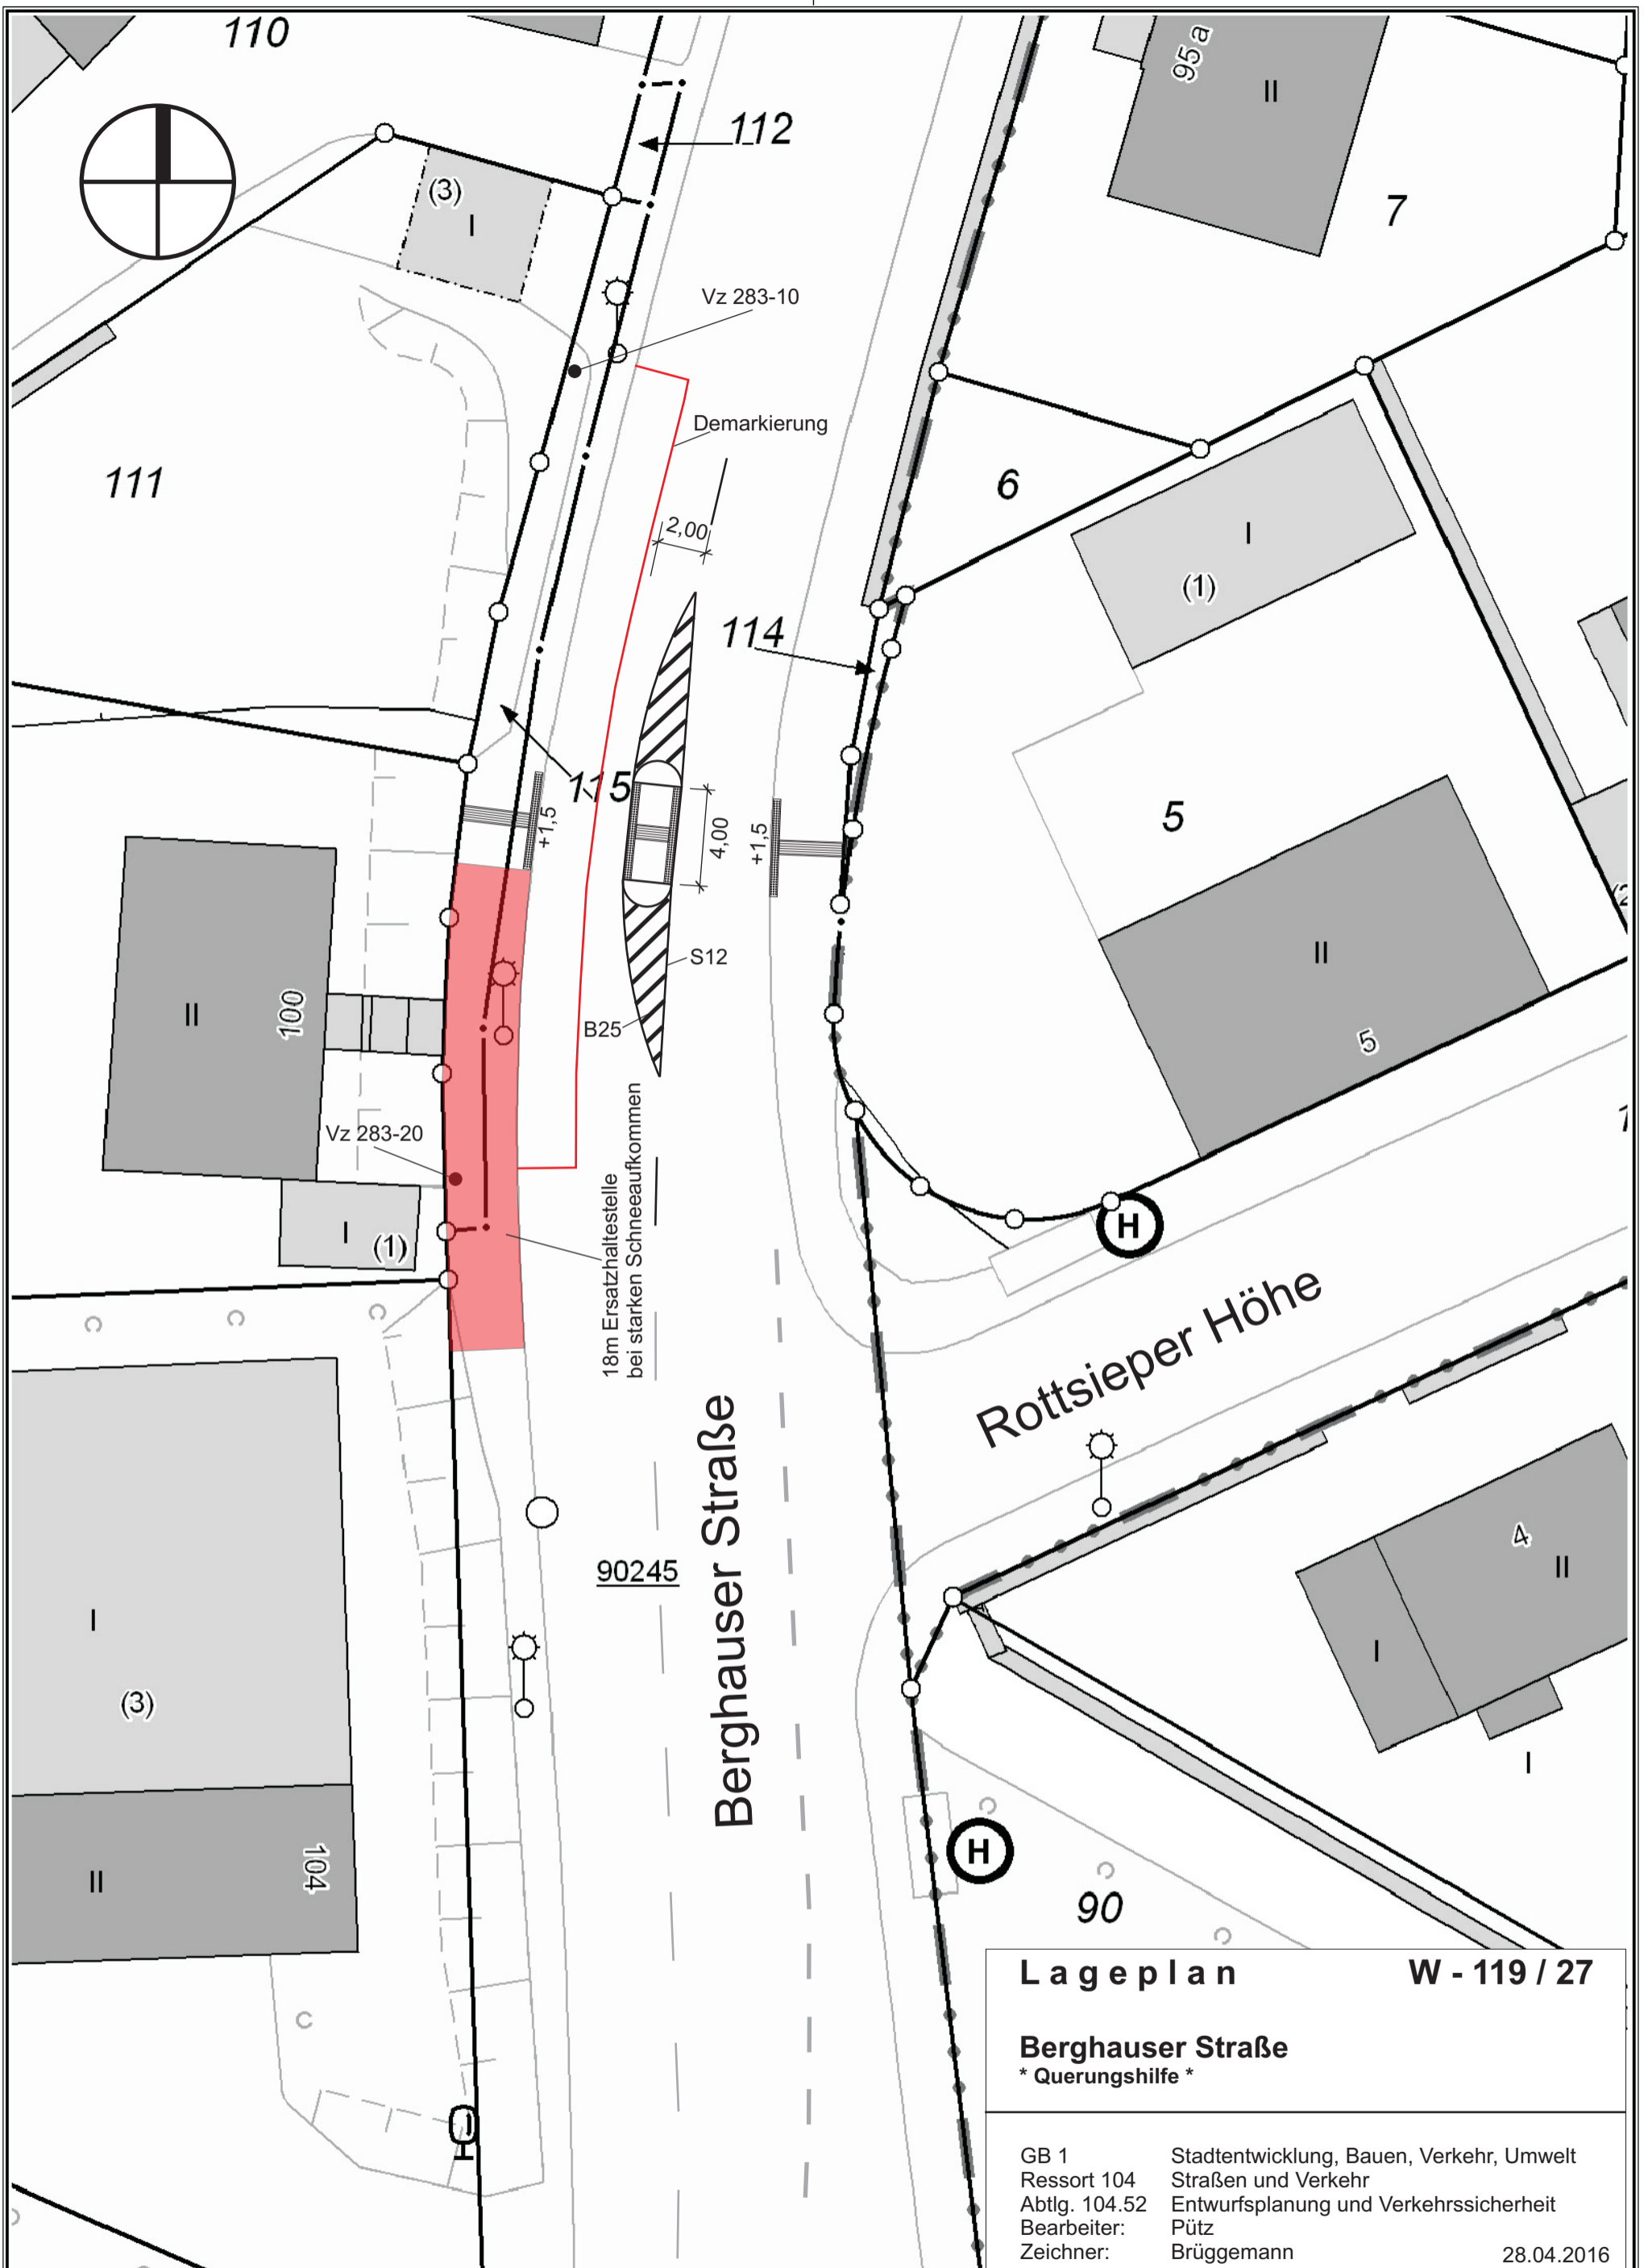 110
95 a
II
112
(3)
I
7
Vz 283-10
Demarkierung
111
6
2,00
I
(1)
114
115
+1,5
4,00
+1,5
5
II
100
II
S12
B25
5
Vz 283-20
18m Ersatzhaltestelle
bei starken Schneeaufkommen
I
(1)
H
Rottsieper Höhe
Berghauser Straße
90245
4
II
I
I
I
(3)
II
104
H
90
Lageplan W - 119 / 27
Berghauser Straße
* Querungshilfe *
GB 1 Stadtentwicklung, Bauen, Verkehr, Umwelt
Ressort 104 Straßen und Verkehr
Abtlg. 104.52 Entwurfsplanung und Verkehrssicherheit
Bearbeiter: Pütz
Zeichner: Brüggemann 28.04.2016